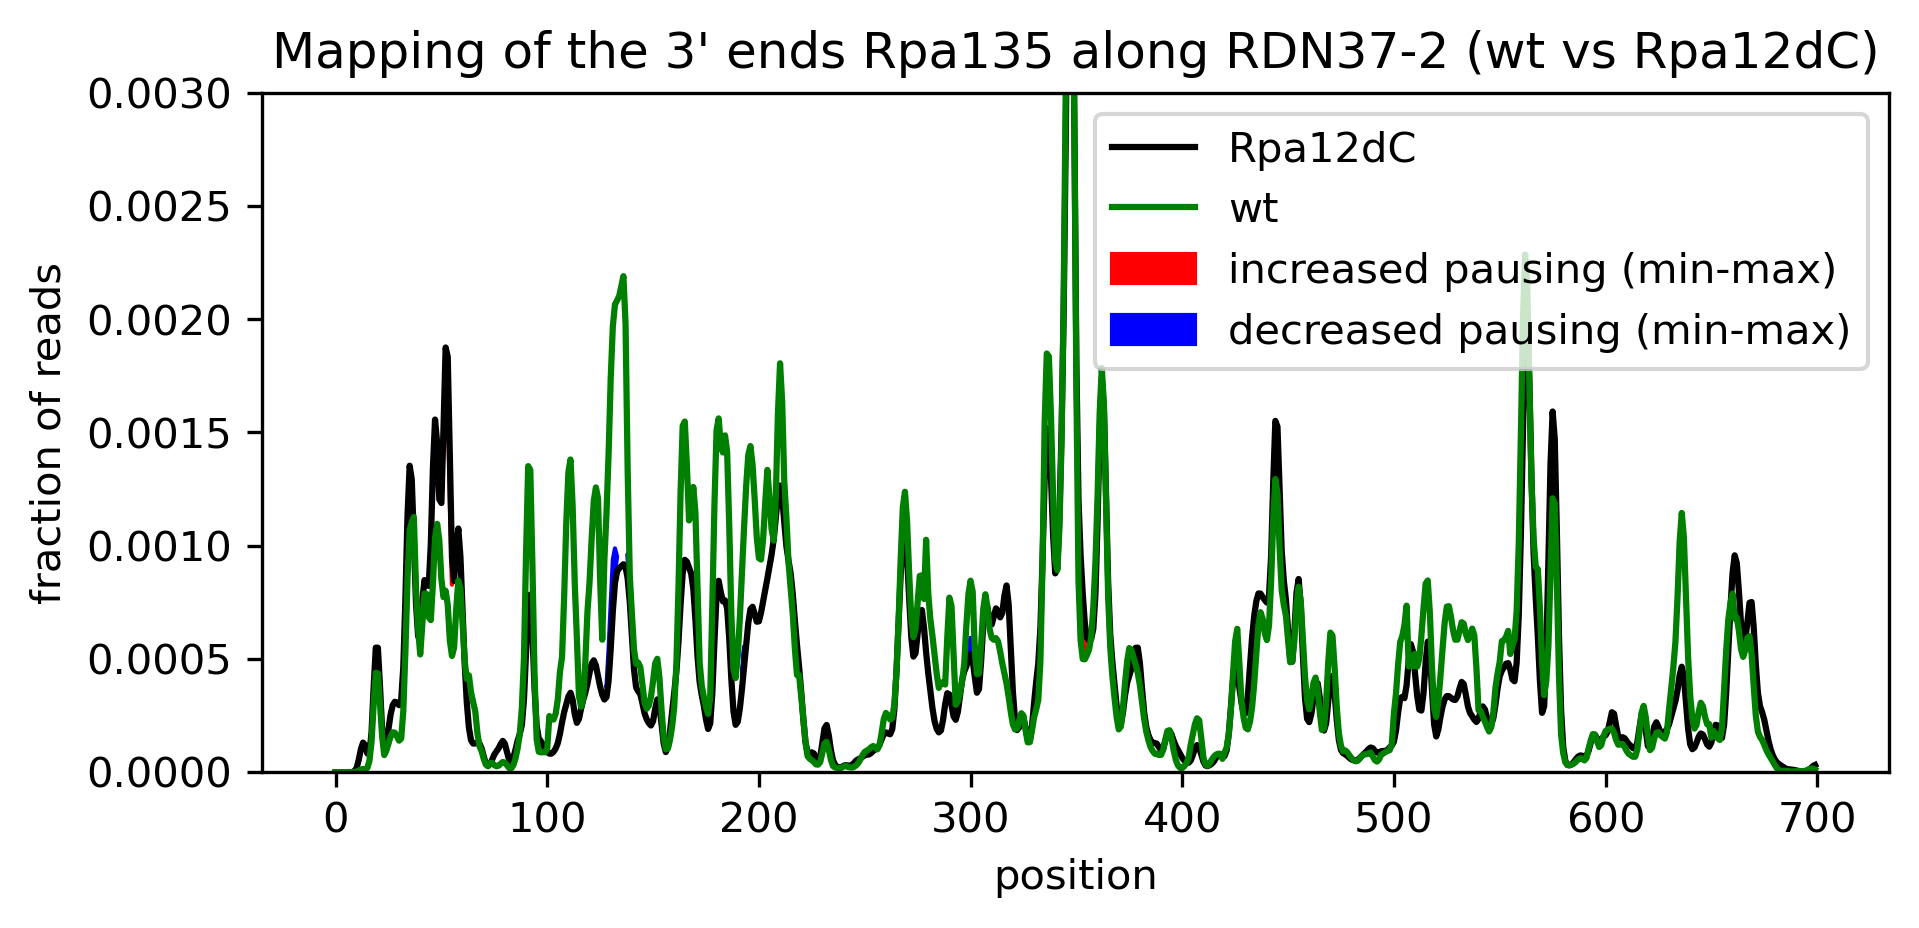 Mapping of the 3' ends Rpa135 along RDN37-2 (wt vs Rpa12dC)
0.0030
0.0025
0.0020
0.0015
0.0010
0.0005
0.0000
fraction of reads
Rpa12dC
wt
increased pausing (min-max)
decreased pausing (min-max)
0 100 200 300 400 500 600 700
position